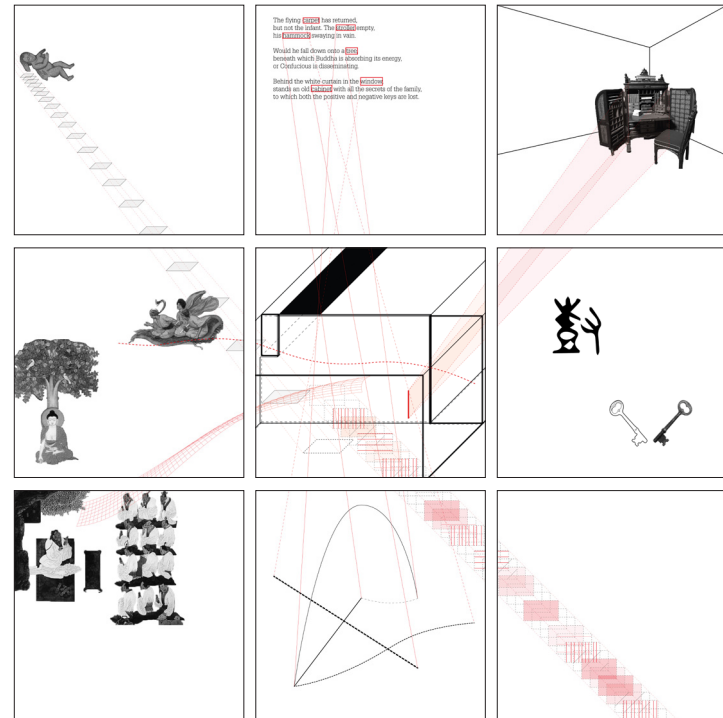 The flying carpet has returned,
but not the infant. The stroller empty,
his hammock swaying in vain.
Would he fall down onto a tree
beneath which Buddha is absorbing its energy,
or Confucious is disseminating.
Behind the white curtain in the window
stands an old cabinet with all the secrets of the family,
to which both the positive and negative keys are lost.